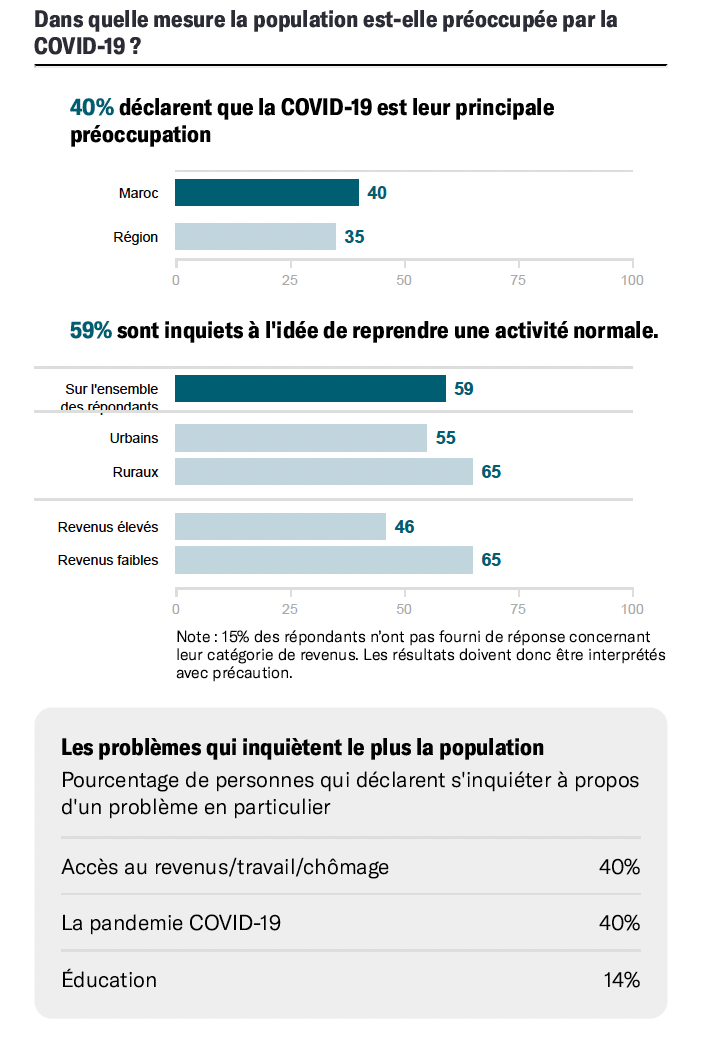 Dans quelle mesure la population est-elle préoccupée par la
COVID-19 ?
40% déclarent que la COVID-19 est leur principale
préoccupation
Maroc 40
Région 35
0 25 50 75 100
59% sont inquiets à l'idée de reprendre une activité normale.
Sur l'ensemble 59
des répondants
Urbains 55
Ruraux 65
Revenus élevés 46
Revenus faibles 65
0 25 50 75 100
Note : 15% des répondants n'ont pas fourni de réponse concernant
leur catégorie de revenus. Les résultats doivent donc être interprétés
avec précaution.
Les problèmes qui inquiètent le plus la population
Pourcentage de personnes qui déclarent s'inquiéter à propos
d'un problème en particulier
Accès au revenus/travail/chômage 40%
La pandemie COVID-19 40%
Éducation 14%